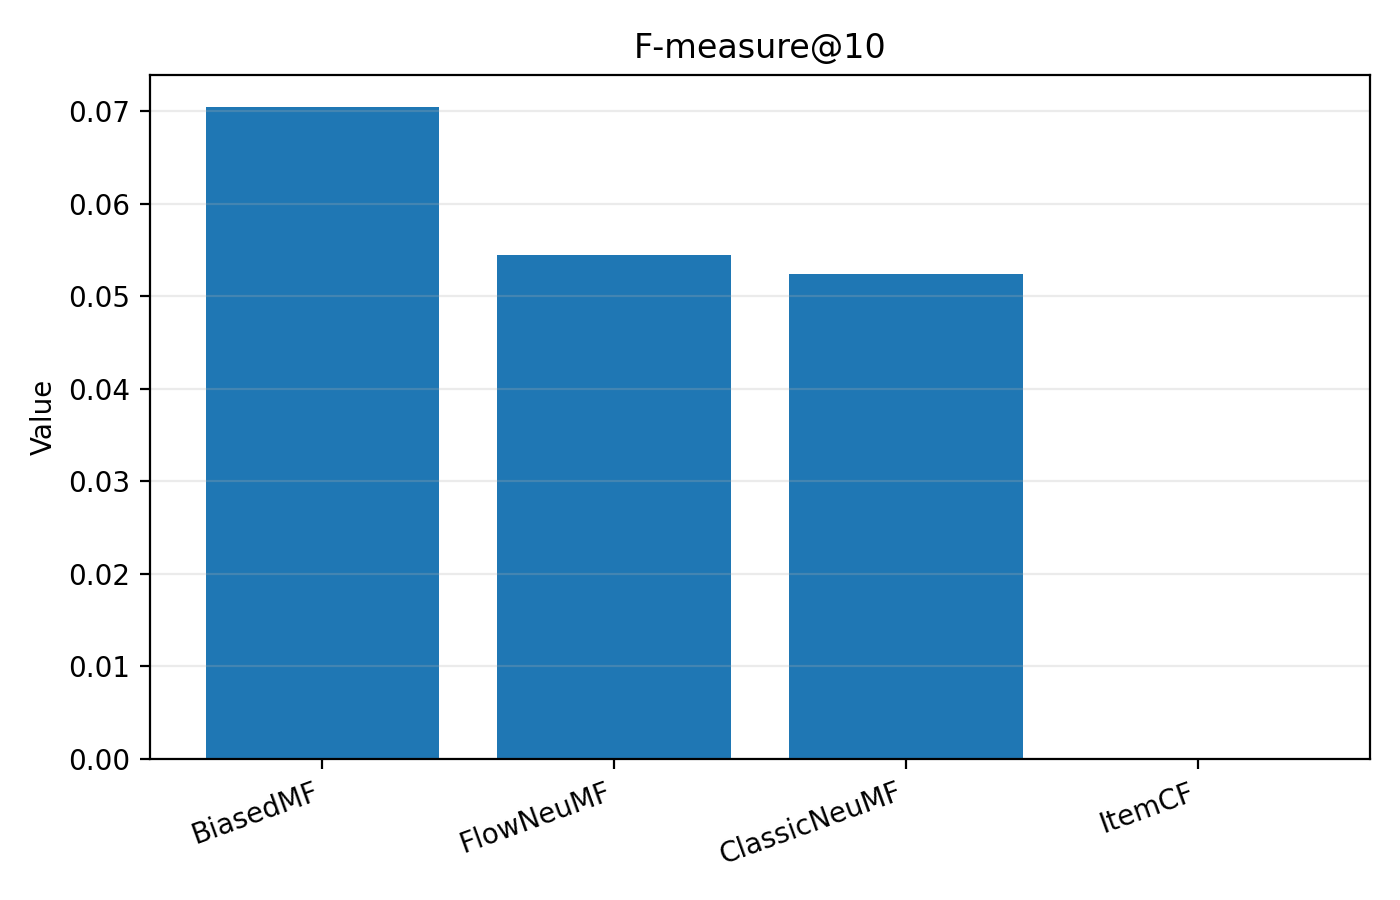 F-measure@10
Value
0.07
0.06
0.05
0.04
0.03
0.02
0.01
0.00
BiasedMF
FlowNeuMF
ClassicNeuMF
ItemCF